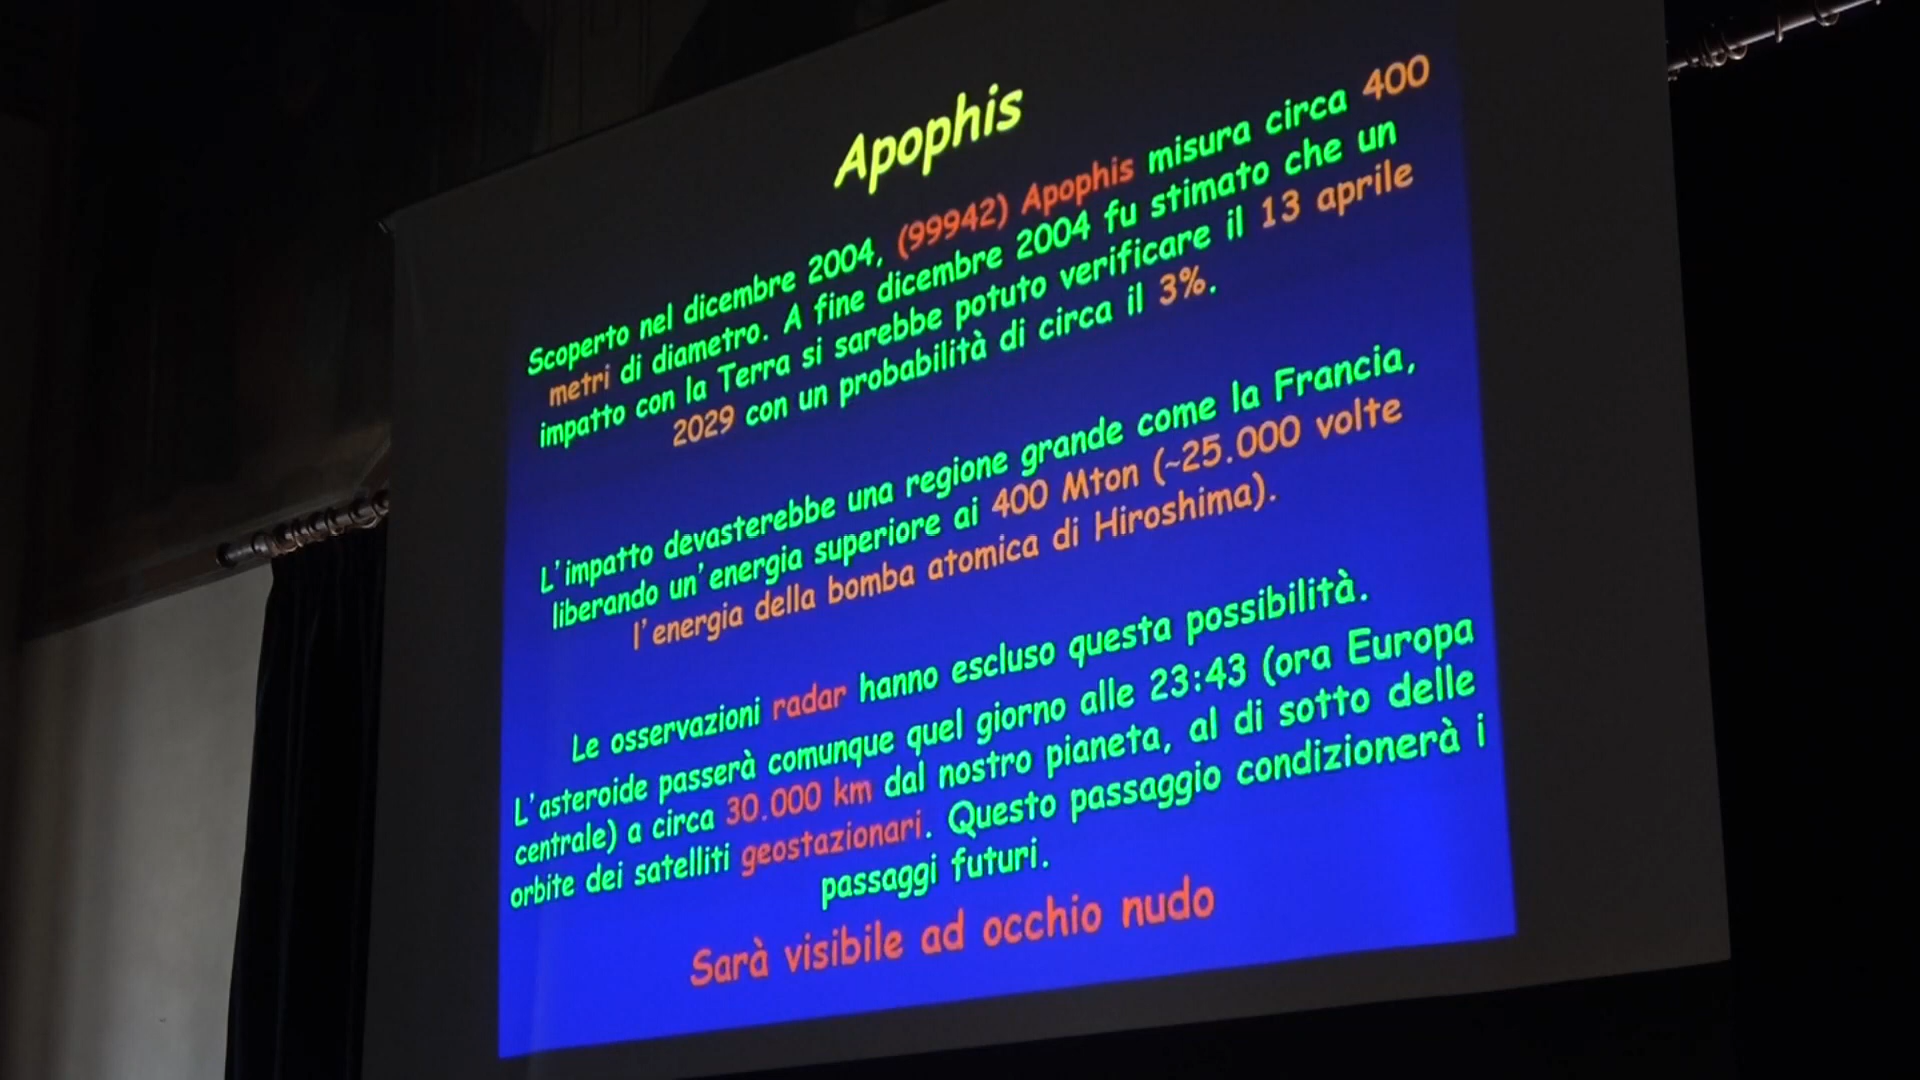 Apophis
Scoperto nel dicembre 2004, (99942) Apophis misura circa 400
metri di diametro. A fine dicembre 2004 fu stimato che un
impatto con la Terra si sarebbe potuto verificare il 13 aprile
2029 con un probabilità di circa il 3%.
L'impatto devasterebbe una regione grande come la Francia,
liberando un'energia superiore ai 400 Mton (~25.000 volte
l'energia della bomba atomica di Hiroshima).
Le osservazioni radar hanno escluso questa possibilità.
L'asteroide passerà comunque quel giorno alle 23:43 (ora Europa
centrale) a circa 30.000 km dal nostro pianeta, al di sotto delle
orbite dei satelliti geostazionari. Questo passaggio condizionerà i
passaggi futuri.
Sarà visibile ad occhio nudo